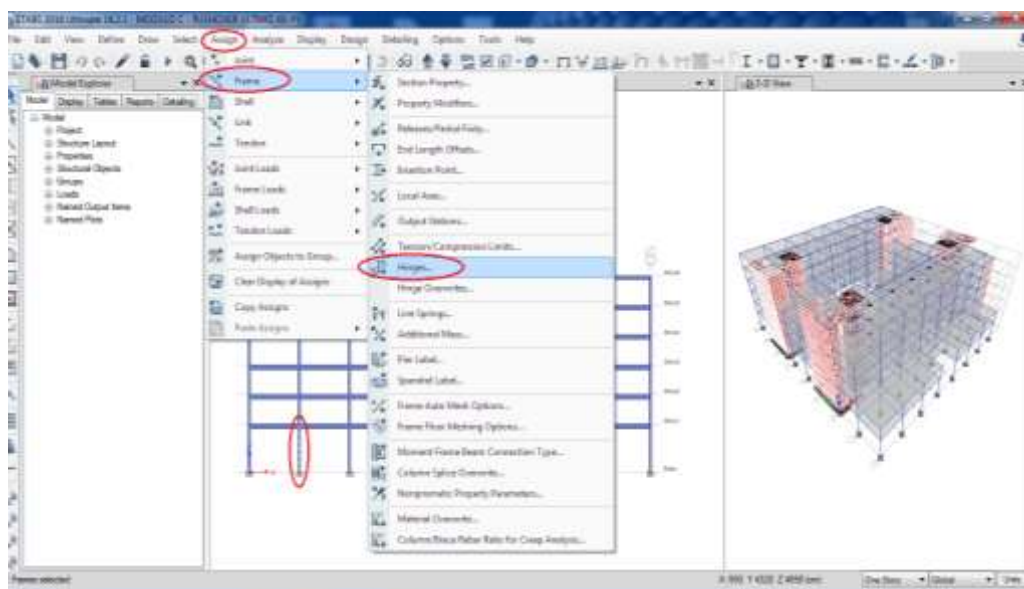 File Edit View Define Draw Select Assign Analyze Display Design Detailing Options Tools Help
Model Explorer
Model Display Tables Reports Detailing
Model
Project
Structure Layout
Properties
Structural Objects
Groups
Loads
Named Output Items
Named Plots
Joint
Frame
Shell
Link
Tendon
Joint Loads
Frame Loads
Shell Loads
Tendon Loads
Assign Objects to Group...
Clear Display of Assigns
Copy Assigns
Paste Assigns
Section Property...
Property Modifiers...
Releases/Partial Fixity...
End Length Offsets...
Insertion Point...
Local Axes...
Output Stations...
Tension/Compression Limits...
Hinges...
Hinge Overwrites...
Line Springs...
Additional Mass...
Pier Label...
Spandrel Label...
Frame Auto Mesh Options...
Frame Floor Meshing Options...
Moment Frame Beam Connection Type...
Column Splice Overwrite...
Nonprismatic Property Parameters...
Material Overwrite...
Column/Brace Rebar Ratio for Creep Analysis...
3-D View
6
One Story
Global
Units